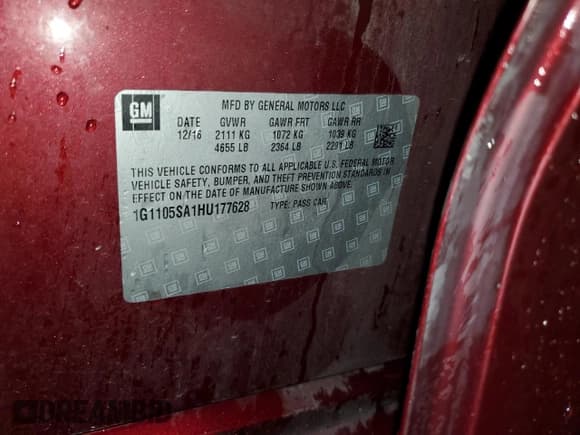 GM
MFD BY GENERAL MOTORS LLC
DATE GVWR GAWR FRT GAWR RR
12/16 2111 KG 1072 KG 1039 KG
4655 LB 2364 LB 2291 LB
THIS VEHICLE CONFORMS TO ALL APPLICABLE U.S. FEDERAL MOTOR
VEHICLE SAFETY, BUMPER, AND THEFT PREVENTION STANDARDS IN
EFFECT ON THE DATE OF MANUFACTURE SHOWN ABOVE.
1G1105SA1HU177628 TYPE: PASS CAR
DREAMBID